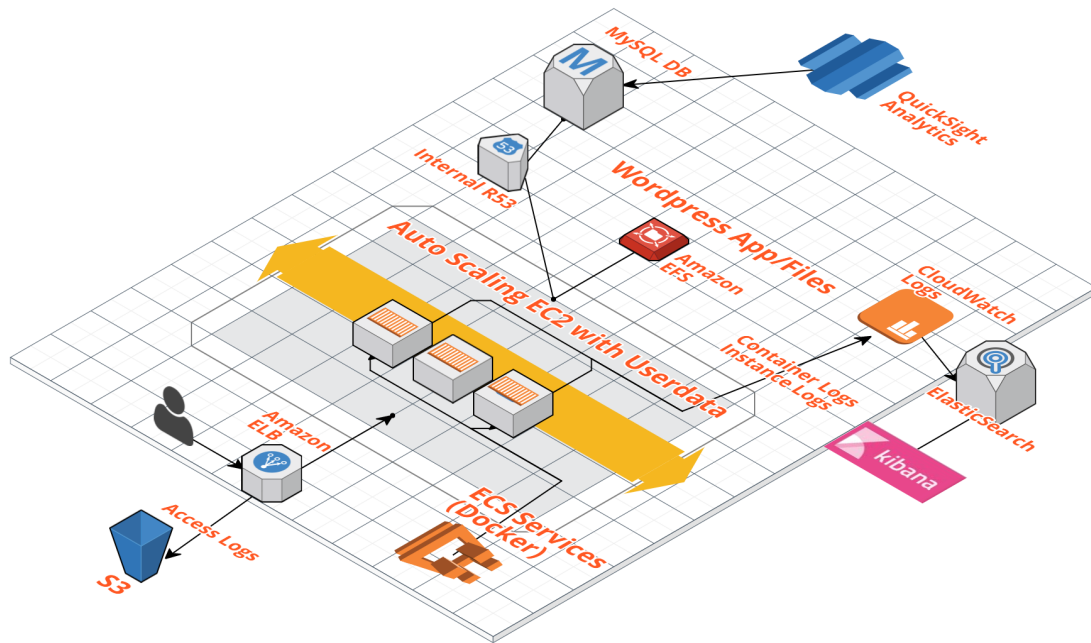 MySQL DB
M
QuickSight
Analytics
53
Internal R53
Wordpress App/Files
Amazon
EFS
Auto Scaling EC2 with Userdata
CloudWatch
Logs
Container Logs
Instance Logs
ElasticSearch
kibana
Amazon
ELB
Access Logs
S3
ECS Services
(Docker)